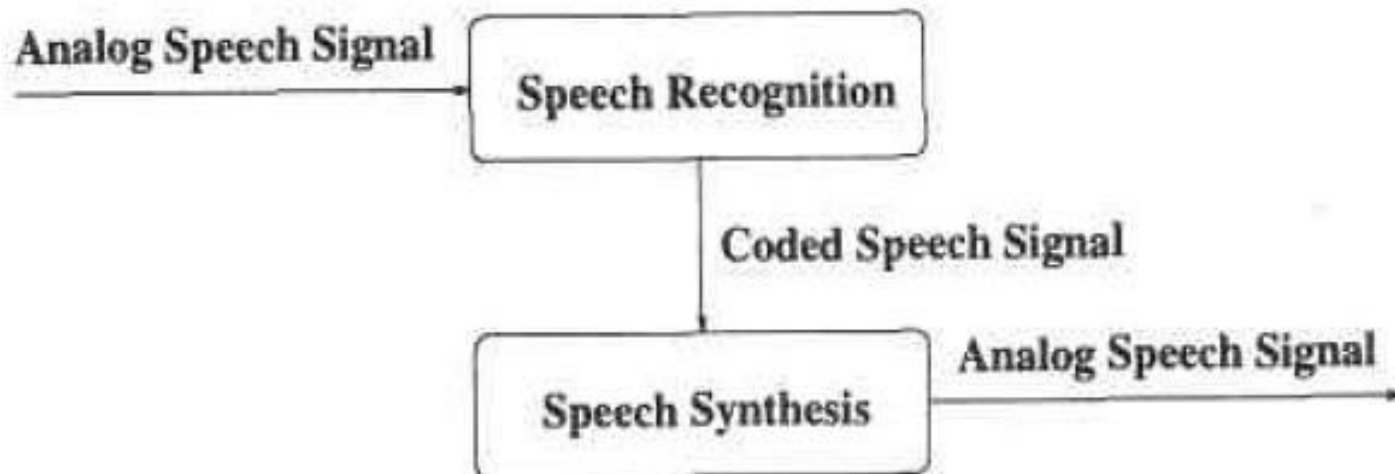 Analog Speech Signal
Speech Recognition
Coded Speech Signal
Analog Speech Signal
Speech Synthesis